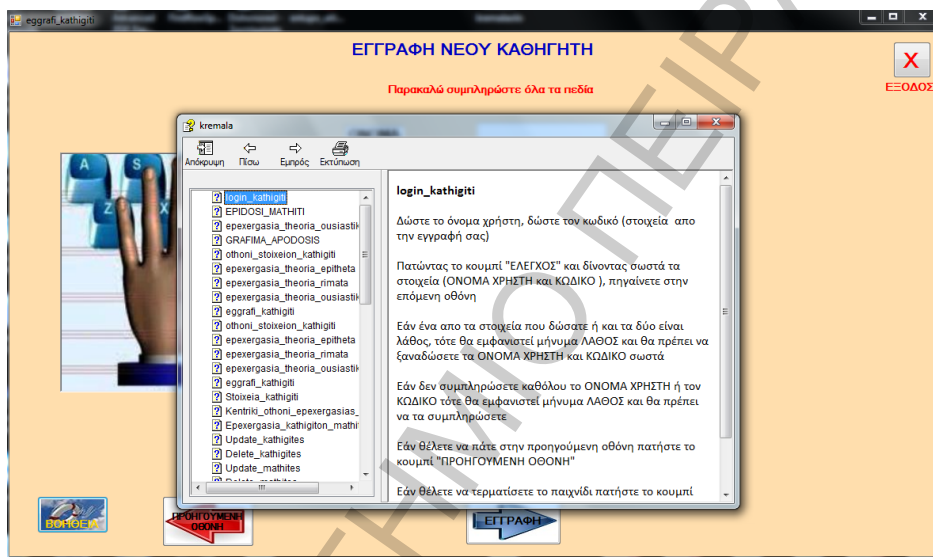 eggrafi_kathigiti
ΕΓΓΡΑΦΗ ΝΕΟΥ ΚΑΘΗΓΗΤΗ
X
ΕΞΟΔΟΣ
Παρακαλώ συμπληρώστε όλα τα πεδία
kremala
Απόκρυψη Πίσω Εμπρός Εκτύπωση
login_kathigiti
EPIDOSI_MATHITI
epexergasia_theoria_ousiastik
GRAFIMA_APODOSIS
othoni_stoixeion_kathigiti
epexergasia_theoria_epitheta
epexergasia_theoria_rimata
epexergasia_theoria_ousiastik
eggrafi_kathigiti
othoni_stoixeion_kathigiti
epexergasia_theoria_epitheta
epexergasia_theoria_rimata
epexergasia_theoria_ousiastik
eggrafi_kathigiti
Stoixeia_kathigiti
Kentriki_othoni_epexergasias_
Epexergasia_kathigiton_mathit
Update_kathigites
Delete_kathigites
Update_mathites
Delete_mathites
login_kathigiti
Δώστε το όνομα χρήστη, δώστε τον κωδικό (στοιχεία απο
την εγγραφή σας)
Πατώντας το κουμπί "ΕΛΕΓΧΟΣ" και δίνοντας σωστά τα
στοιχεία (ΟΝΟΜΑ ΧΡΗΣΤΗ και ΚΩΔΙΚΟ ), πηγαίνετε στην
επόμενη οθόνη
Εάν ένα απο τα στοιχεία που δώσατε ή και τα δύο είναι
λάθος, τότε θα εμφανιστεί μήνυμα ΛΑΘΟΣ και θα πρέπει να
ξαναδώσετε τα ΟΝΟΜΑ ΧΡΗΣΤΗ και ΚΩΔΙΚΟ σωστά
Εάν δεν συμπληρώσετε καθόλου το ΟΝΟΜΑ ΧΡΗΣΤΗ ή τον
ΚΩΔΙΚΟ τότε θα εμφανιστεί μήνυμα ΛΑΘΟΣ και θα πρέπει
να τα συμπληρώσετε
Εάν θέλετε να πάτε στην προηγούμενη οθόνη πατήστε το
κουμπί "ΠΡΟΗΓΟΥΜΕΝΗ ΟΘΟΝΗ"
Εάν θέλετε να τερματίσετε το παιχνίδι πατήστε το κουμπί
A S
Z X
ΒΟΗΘΕΙΑ
ΠΡΟΗΓΟΥΜΕΝΗ
ΟΘΟΝΗ
ΕΓΓΡΑΦΗ